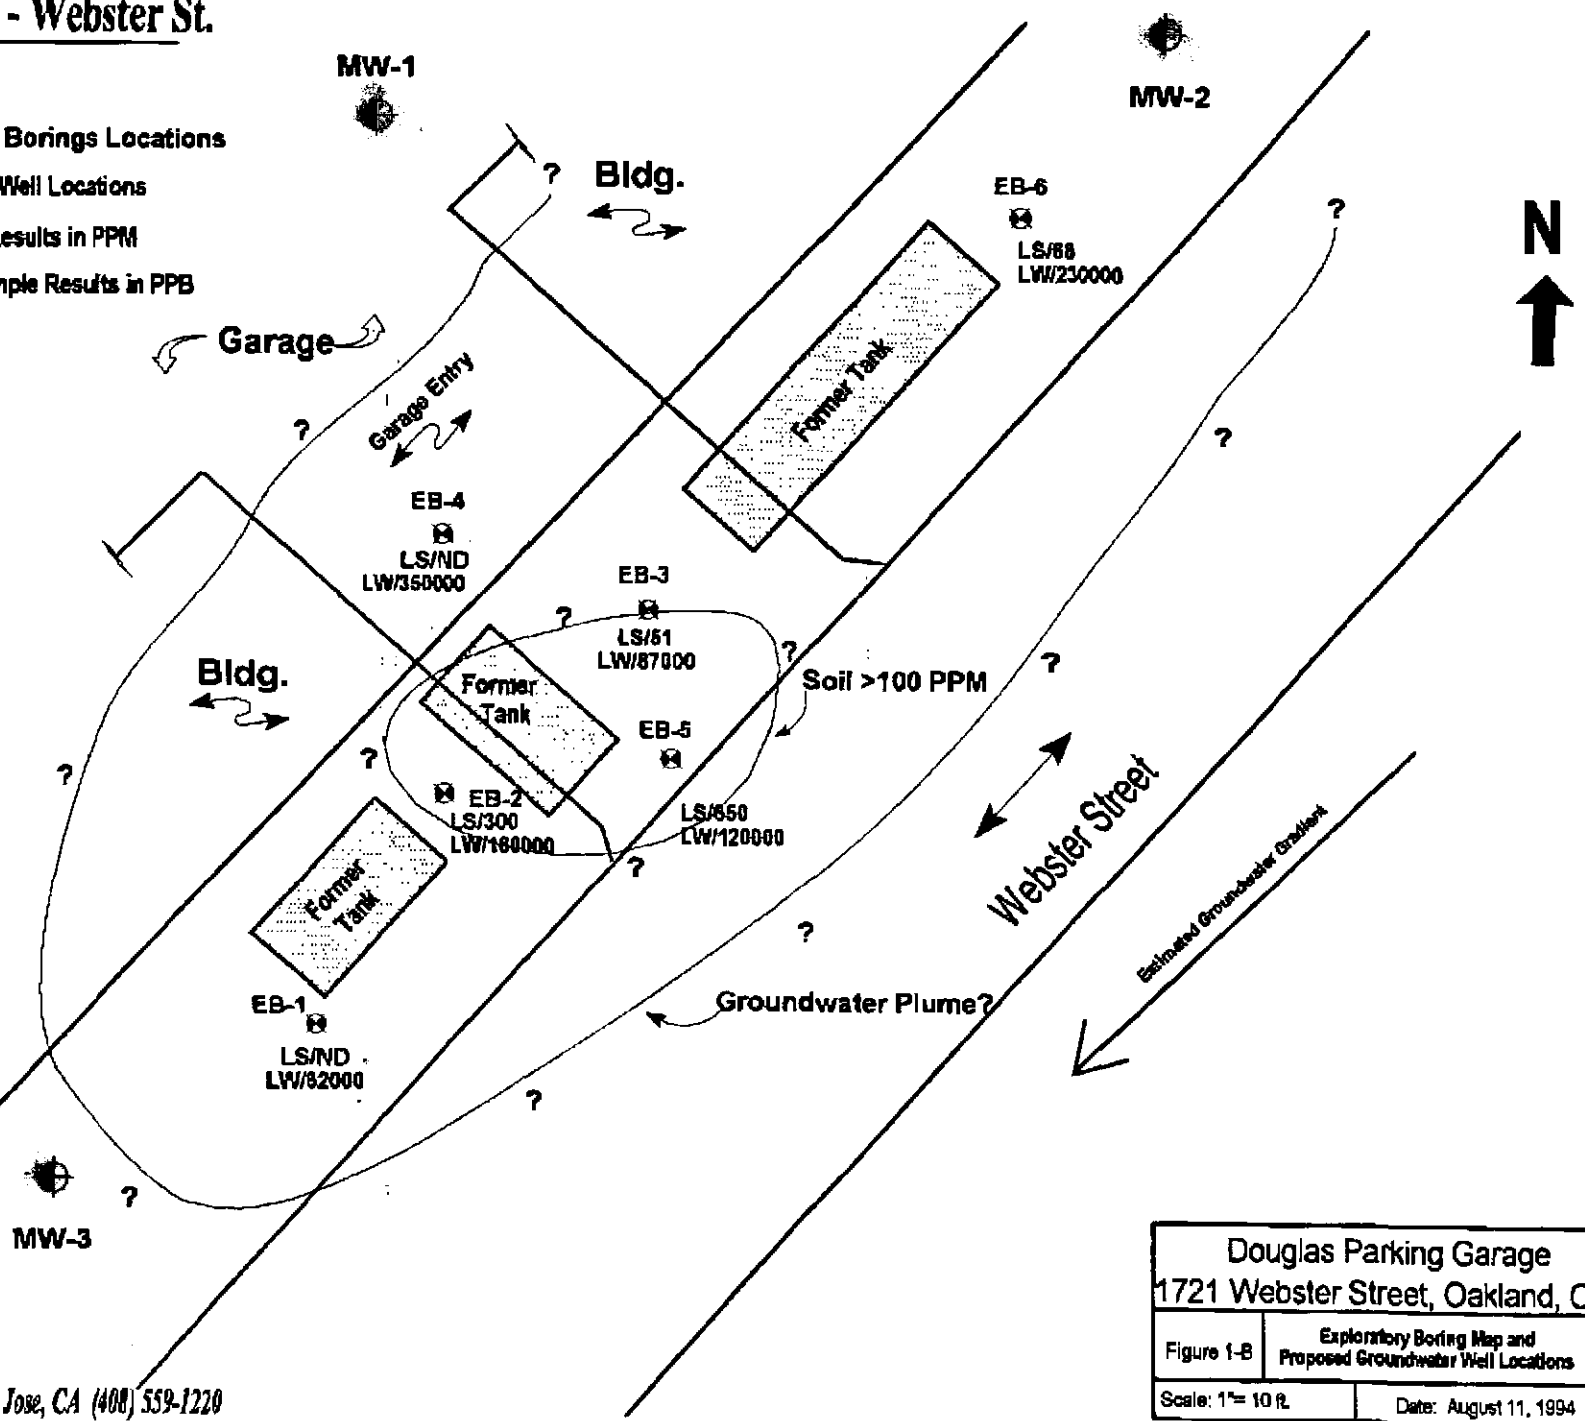 - Webster St.
MW-1
MW-2
Borings Locations
Well Locations
esults in PPM
mple Results in PPB
?
Bldg.
EB-6
LS/68
LW/230000
?
N
Garage
Garage Entry
Former Tank
?
?
EB-4
LS/ND
LW/350000
EB-3
?
LS/51
LW/87000
?
?
Bldg.
Former
Tank
Soil >100 PPM
EB-5
?
?
EB-2
LS/300
LW/160000
LS/650
LW/120000
Webster Street
Estimated Groundwater Gradient
?
Former
Tank
?
EB-1
Groundwater Plume?
LS/ND
LW/82000
?
?
MW-3
Douglas Parking Garage
1721 Webster Street, Oakland, C
Figure 1-B
Exploratory Boring Map and
Proposed Groundwater Well Locations
Scale: 1"= 10 ft.
Date: August 11, 1994
Jose, CA (408) 559-1220